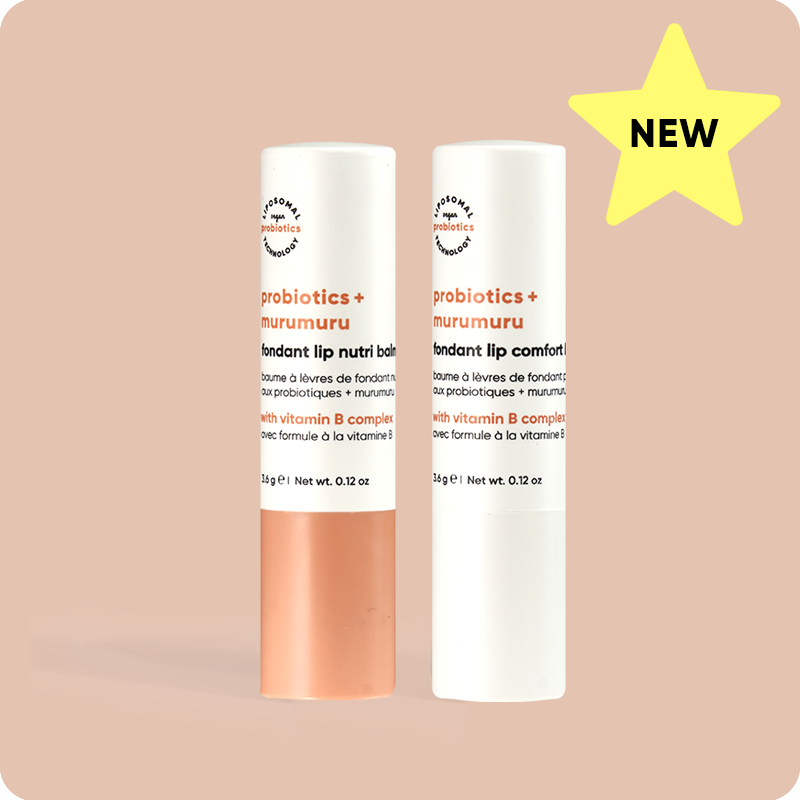 NEW
LIPOSOMAL
vegan
probiotics
TECHNOLOGY
probiotics +
murumuru
fondant lip nutri balm
baume à lèvres de fondant
aux probiotiques + murumuru
with vitamin B complex
avec formule à la vitamine B
3.6 g ℮ | Net wt. 0.12 oz
LIPOSOMAL
vegan
probiotics
TECHNOLOGY
probiotics +
murumuru
fondant lip comfort
baume à lèvres de fondant
aux probiotiques + murumuru
with vitamin B complex
avec formule à la vitamine B
3.6 g ℮ | Net wt. 0.12 oz